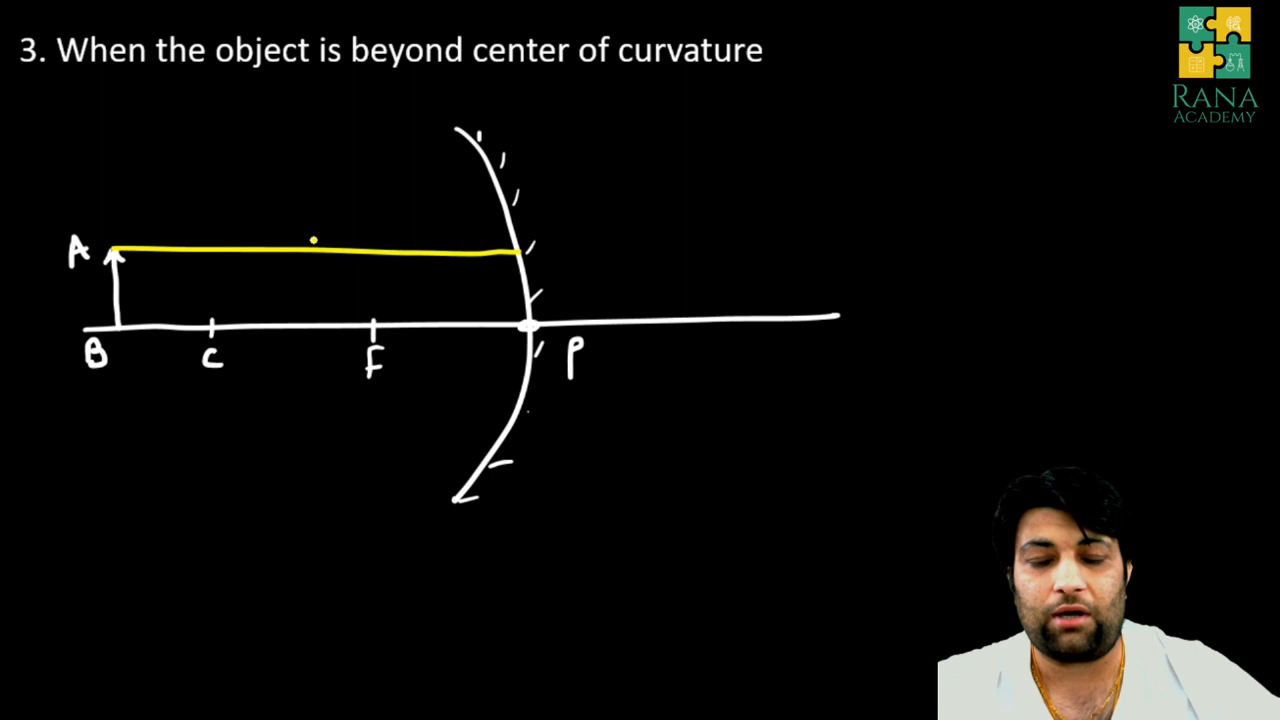 3. When the object is beyond center of curvature
RANA
ACADEMY
A
B
C
F
P